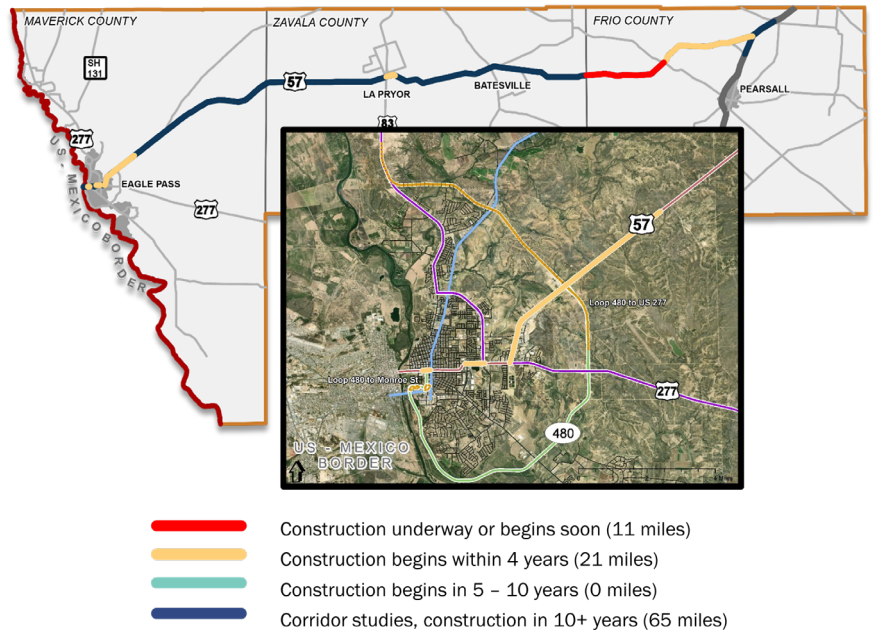 MAVERICK COUNTY
ZAVALA COUNTY
FRIO COUNTY
SH
131
57
LA PRYOR
BATESVILLE
PEARSALL
83
277
EAGLE PASS
277
US - MEXICO BORDER
57
Loop 480 to US 277
Loop 480 to Monroe St
277
480
US - MEXICO
BORDER
Construction underway or begins soon (11 miles)
Construction begins within 4 years (21 miles)
Construction begins in 5 – 10 years (0 miles)
Corridor studies, construction in 10+ years (65 miles)